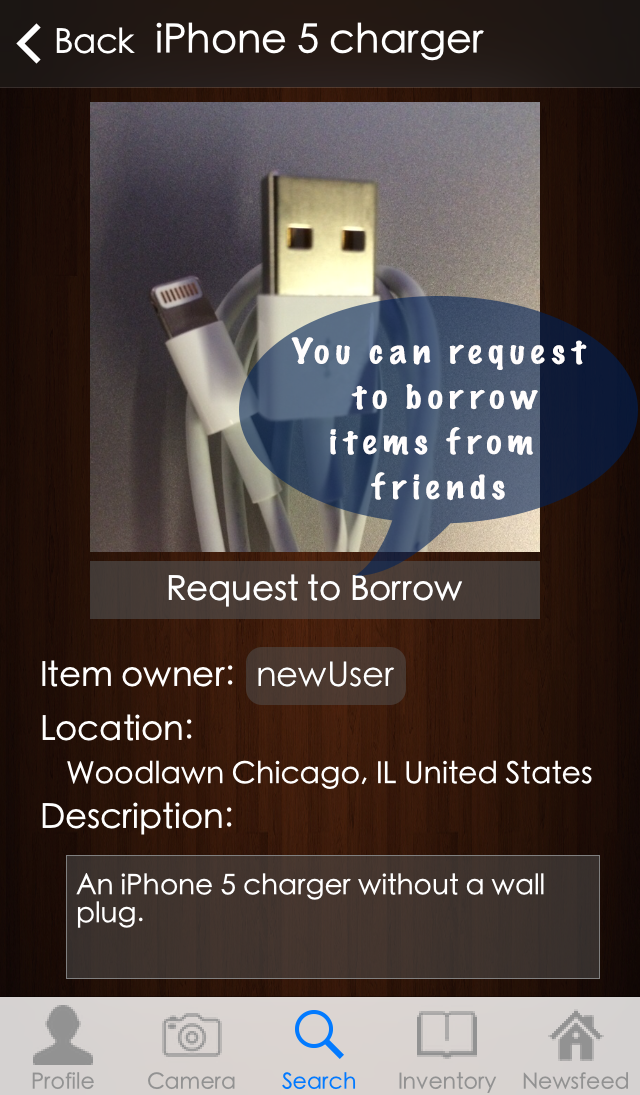 Back iPhone 5 charger
You can request
to borrow
items from
friends
Request to Borrow
Item owner: newUser
Location:
Woodlawn Chicago, IL United States
Description:
An iPhone 5 charger without a wall
plug.
Profile Camera Search Inventory Newsfeed